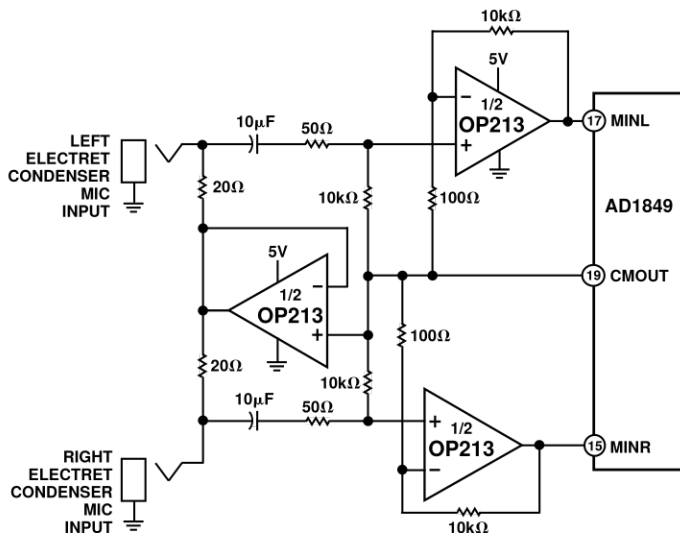 10kΩ
5V
−
1/2
OP213
+
17 MINL
10µF
50Ω
LEFT
ELECTRET
CONDENSER
MIC
INPUT
20Ω
10kΩ
100Ω
AD1849
5V
−
1/2
OP213
+
19 CMOUT
100Ω
20Ω
10kΩ
10µF
50Ω
+
1/2
OP213
−
15 MINR
RIGHT
ELECTRET
CONDENSER
MIC
INPUT
10kΩ